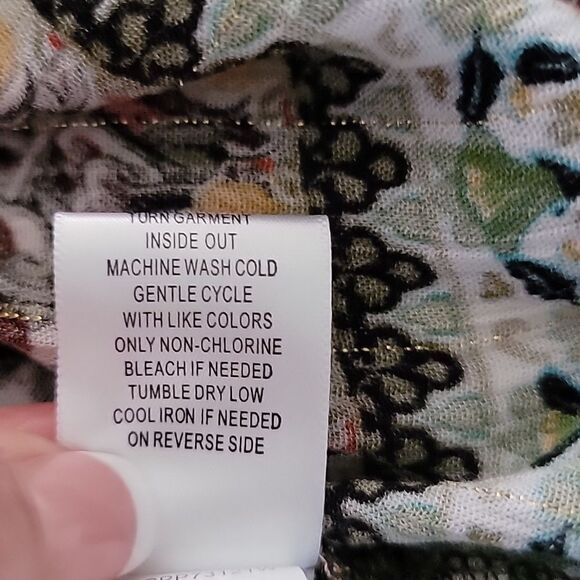 TURN GARMENT
INSIDE OUT
MACHINE WASH COLD
GENTLE CYCLE
WITH LIKE COLORS
ONLY NON-CHLORINE
BLEACH IF NEEDED
TUMBLE DRY LOW
COOL IRON IF NEEDED
ON REVERSE SIDE